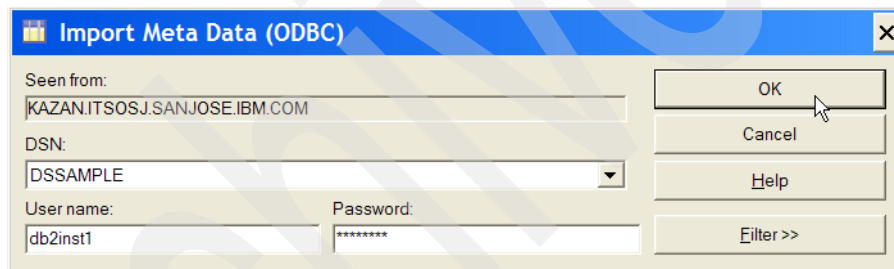 Import Meta Data (ODBC)
Seen from:
KAZAN.ITSOSJ.SANJOSE.IBM.COM
DSN:
DSSAMPLE
User name:
Password:
db2inst1
********
OK
Cancel
Help
Filter >>